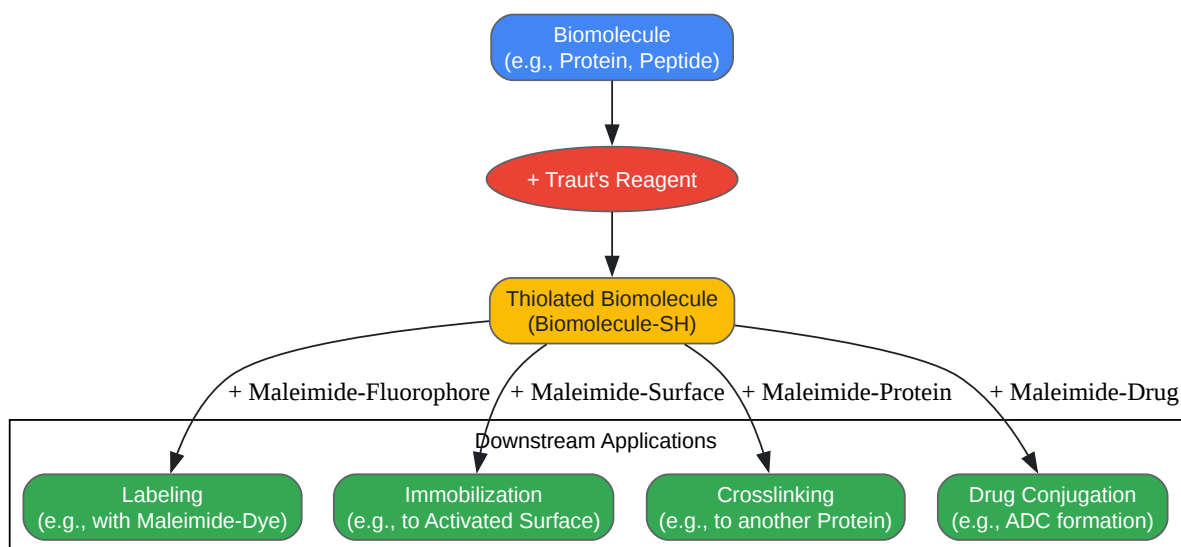 Biomolecule
(e.g., Protein, Peptide)
+ Traut's Reagent
Thiolated Biomolecule
(Biomolecule-SH)
+ Maleimide-Fluorophore
+ Maleimide-Surface
+ Maleimide-Protein
+ Maleimide-Drug
Downstream Applications
Labeling
(e.g., with Maleimide-Dye)
Immobilization
(e.g., to Activated Surface)
Crosslinking
(e.g., to another Protein)
Drug Conjugation
(e.g., ADC formation)